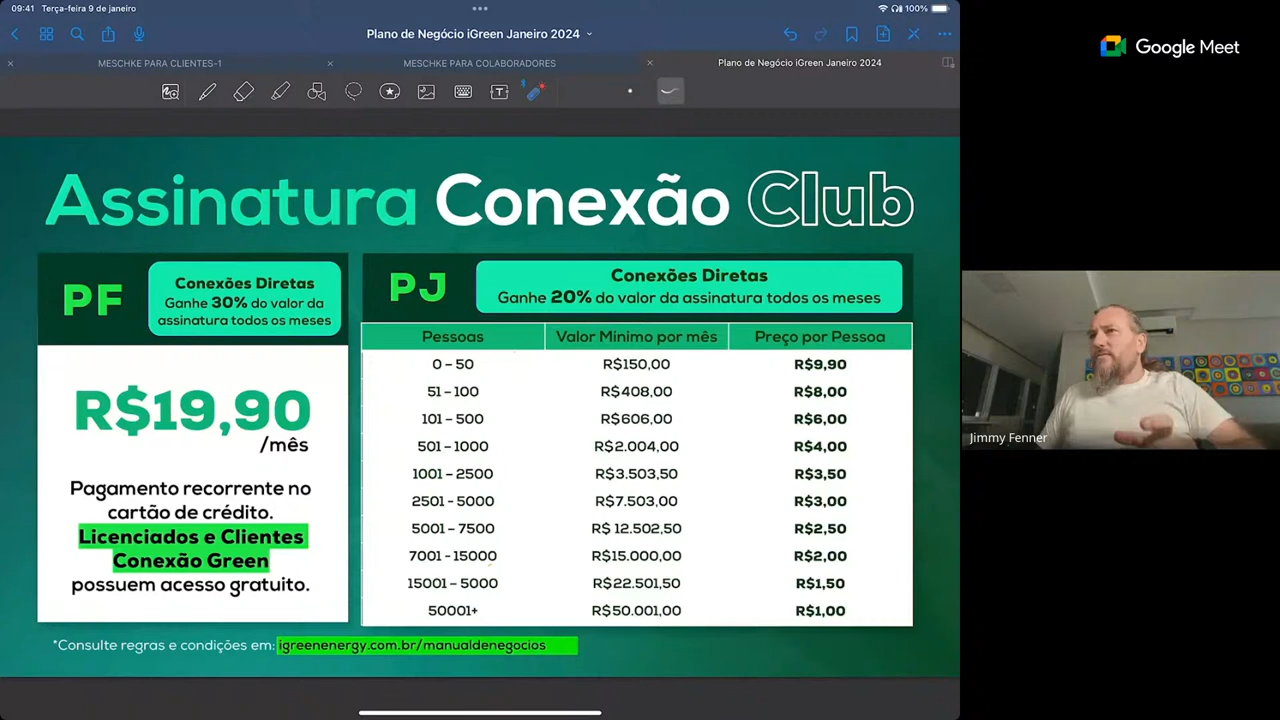 09:41 Terça-feira 9 de janeiro
100%
Plano de Negócio iGreen Janeiro 2024
MESCHKE PARA CLIENTES-1
MESCHKE PARA COLABORADORES
Plano de Negócio iGreen Janeiro 2024
Google Meet
Assinatura Conexão Club
PF
Conexões Diretas
Ganhe 30% do valor da
assinatura todos os meses
R$19,90
/mês
Pagamento recorrente no
cartão de crédito.
Licenciados e Clientes
Conexão Green
possuem acesso gratuito.
PJ
Conexões Diretas
Ganhe 20% do valor da assinatura todos os meses
Pessoas Valor Minimo por mês Preço por Pessoa
0 – 50 R$150,00 R$9,90
51 – 100 R$408,00 R$8,00
101 – 500 R$606,00 R$6,00
501 – 1000 R$2.004,00 R$4,00
1001 – 2500 R$3.503,50 R$3,50
2501 - 5000 R$7.503,00 R$3,00
5001 – 7500 R$ 12.502,50 R$2,50
7001 - 15000 R$15.000,00 R$2,00
15001 – 5000 R$22.501,50 R$1,50
50001+ R$50.001,00 R$1,00
*Consulte regras e condições em: igreenenergy.com.br/manualdenegocios
Jimmy Fenner